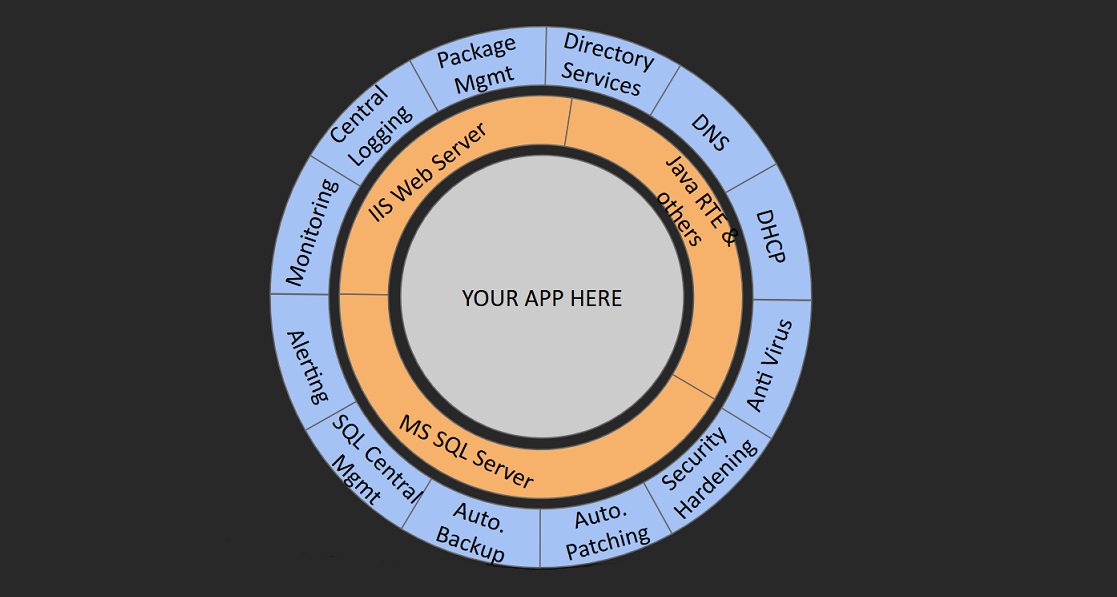 Package
Mgmt
Directory
Services
DNS
DHCP
Anti Virus
Security
Hardening
Auto.
Patching
Auto.
Backup
SQL Central
Mgmt
Alerting
Monitoring
Central
Logging
IIS Web Server
Java RTE &
others
MS SQL Server
YOUR APP HERE